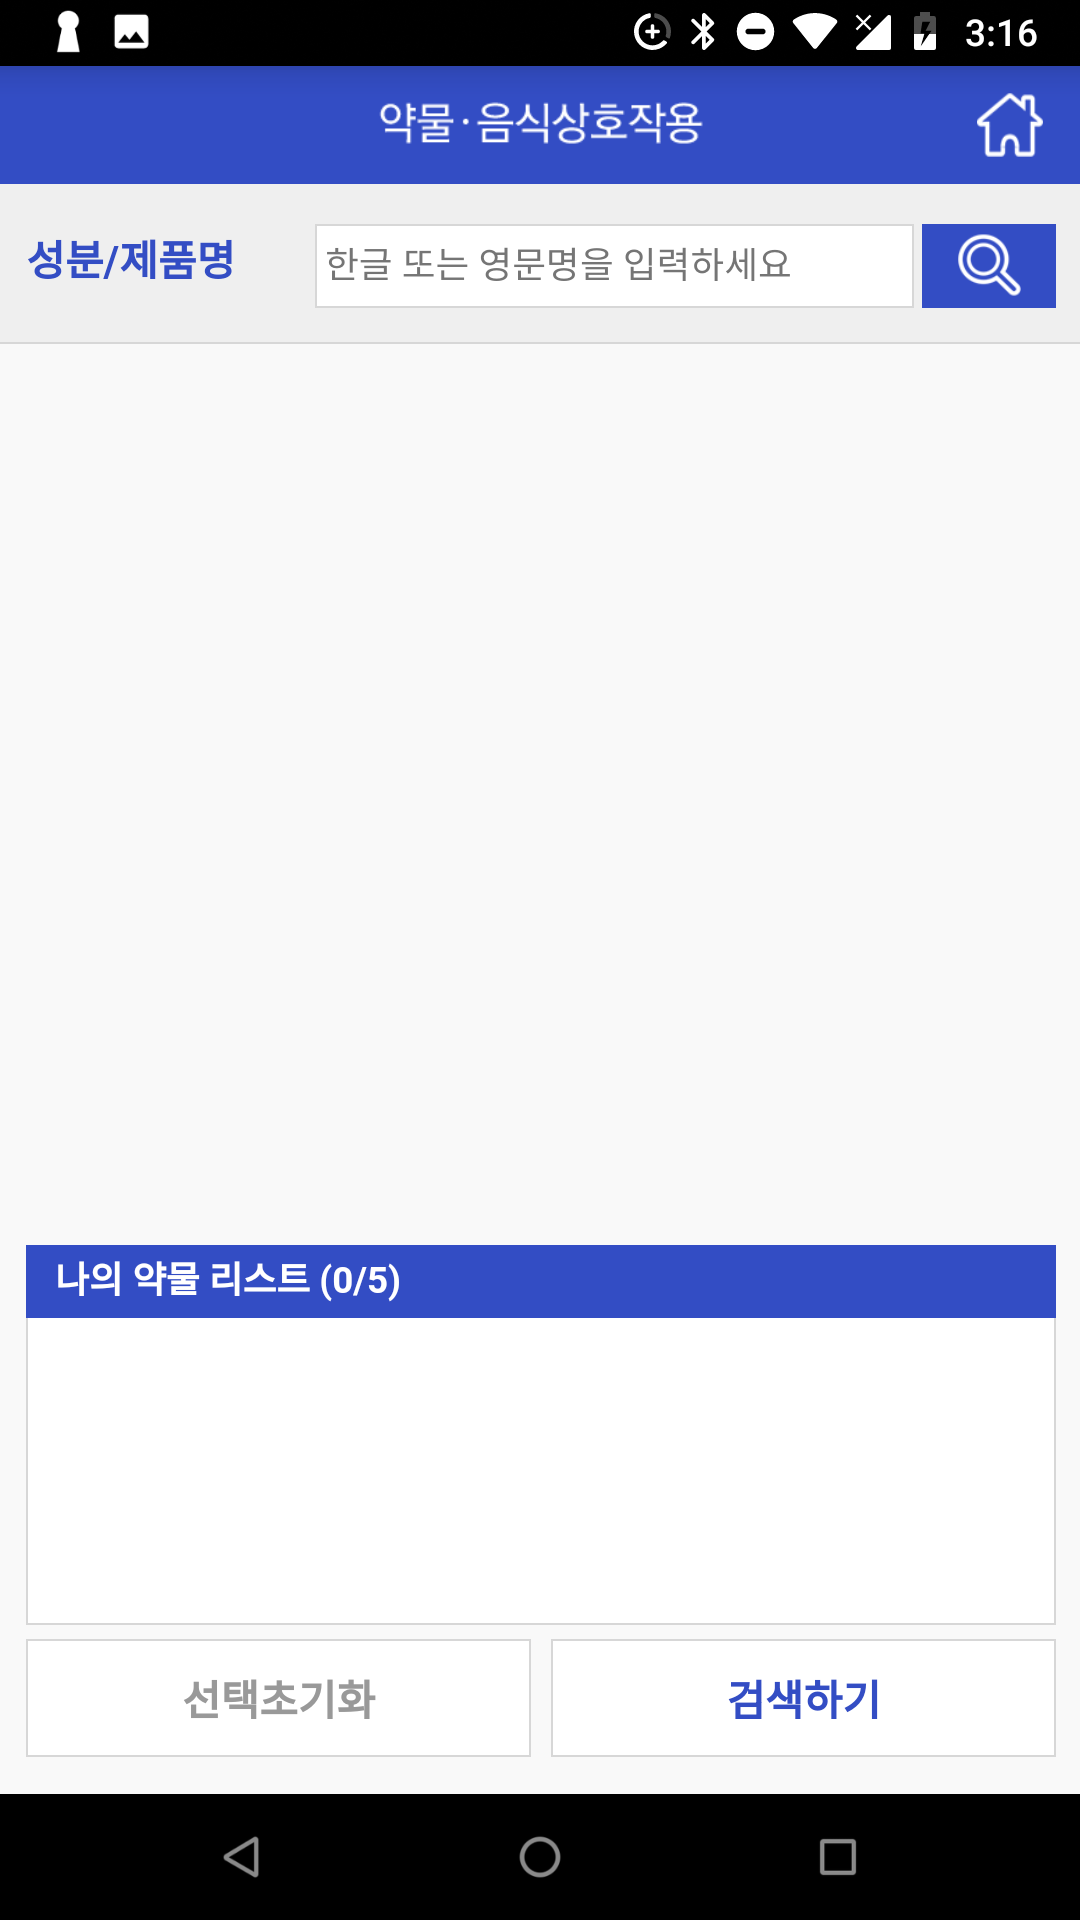 3:16
약물·음식상호작용
성분/제품명
한글 또는 영문명을 입력하세요
나의 약물 리스트 (0/5)
선택초기화
검색하기